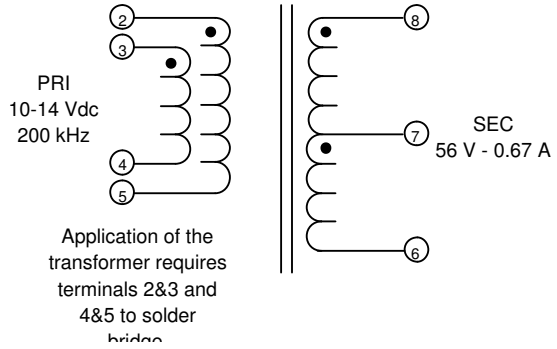 2
3
PRI
10-14 Vdc
200 kHz
4
5
Application of the
transformer requires
terminals 2&3 and
4&5 to solder
bridge
8
7
SEC
56 V - 0.67 A
6